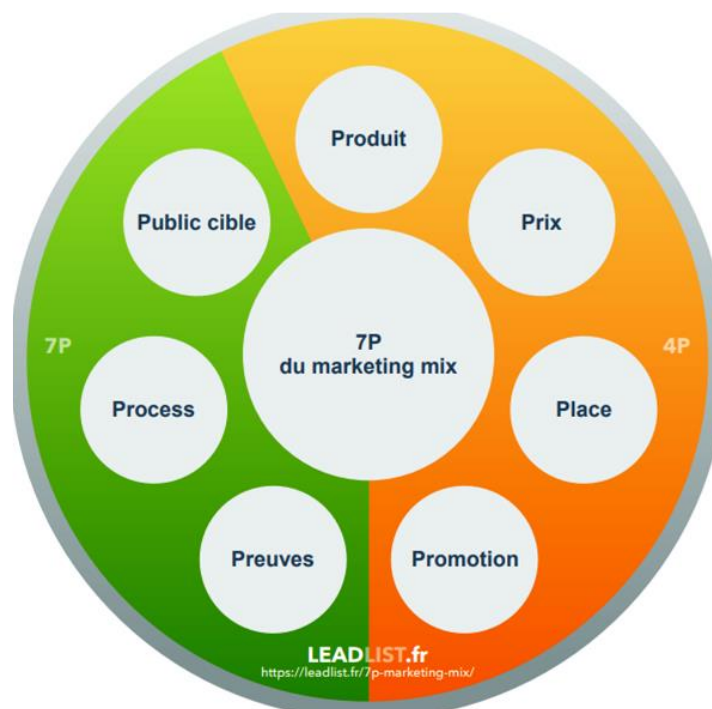 Produit
Public cible
Prix
7P
7P
du marketing mix
4P
Process
Place
Preuves
Promotion
LEADLIST.fr
https://leadlist.fr/7p-marketing-mix/